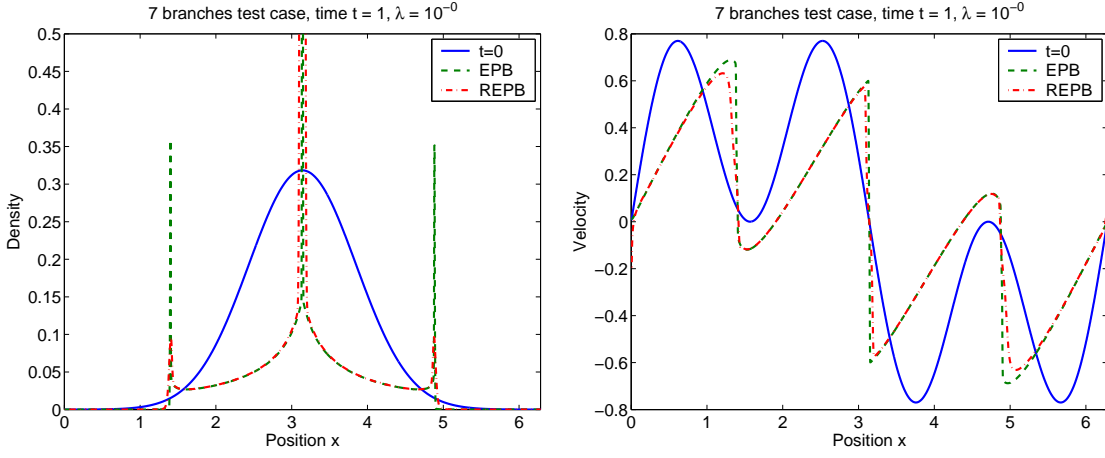 7 branches test case, time t = 1, λ = 10⁻⁰
0.5
0.45
0.4
0.35
0.3
0.25
0.2
0.15
0.1
0.05
0
Density
t=0
EPB
REPB
0 1 2 3 4 5 6
Position x
7 branches test case, time t = 1, λ = 10⁻⁰
0.8
0.6
0.4
0.2
0
−0.2
−0.4
−0.6
−0.8
Velocity
t=0
EPB
REPB
0 1 2 3 4 5 6
Position x